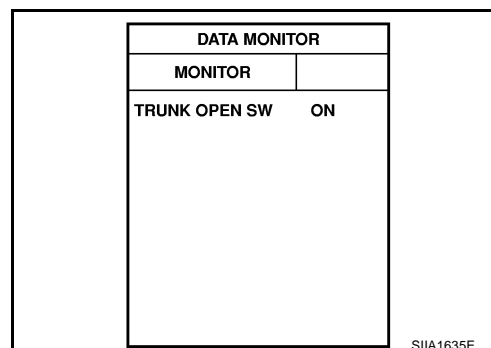 DATA MONITOR
MONITOR
TRUNK OPEN SW ON
SIIA1635E